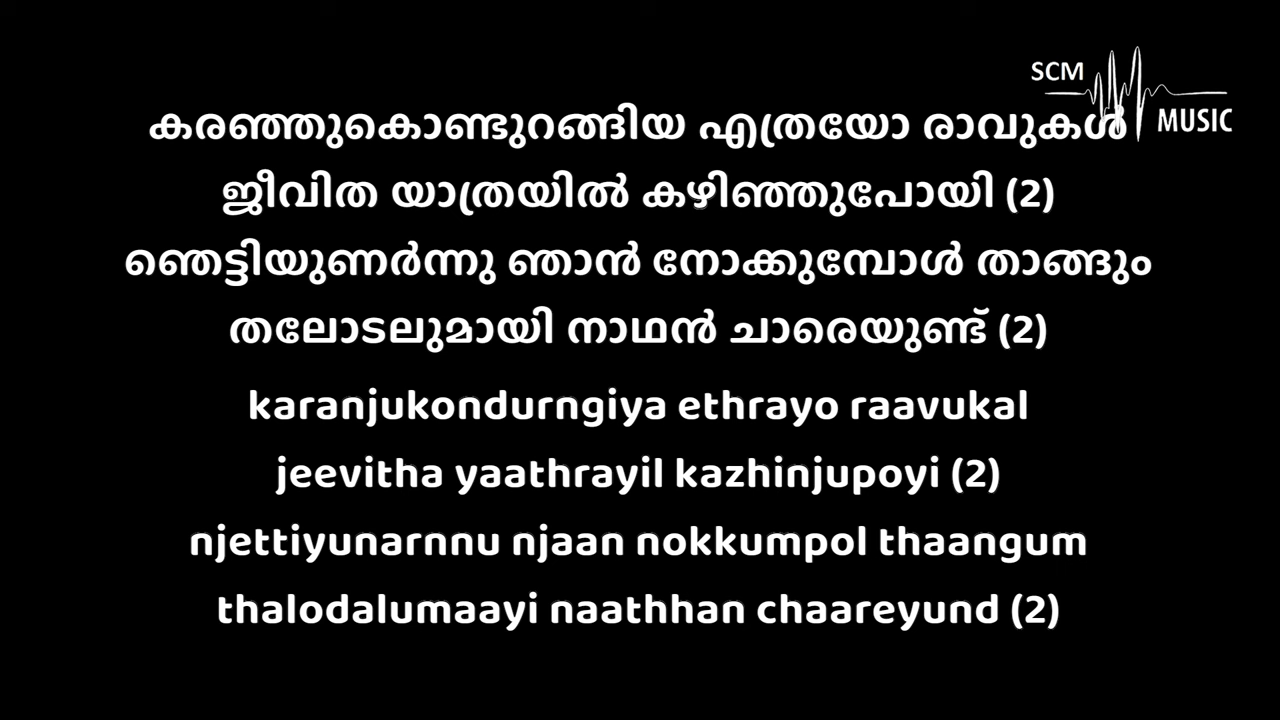 SCM
MUSIC
കരഞ്ഞുകൊണ്ടുറങ്ങിയ എത്രയോ രാവുകൾ
ജീവിത യാത്രയിൽ കഴിഞ്ഞുപോയി (2)
ഞെട്ടിയുണർന്നു ഞാൻ നോക്കുമ്പോൾ താങ്ങും
തലോടലുമായി നാഥൻ ചാരെയുണ്ട് (2)
karanjukondurngiya ethrayo raavukal
jeevitha yaathrayil kazhinjupoyi (2)
njettiyunarnnu njaan nokkumpol thaangum
thalodalumaayi naathhan chaareyund (2)